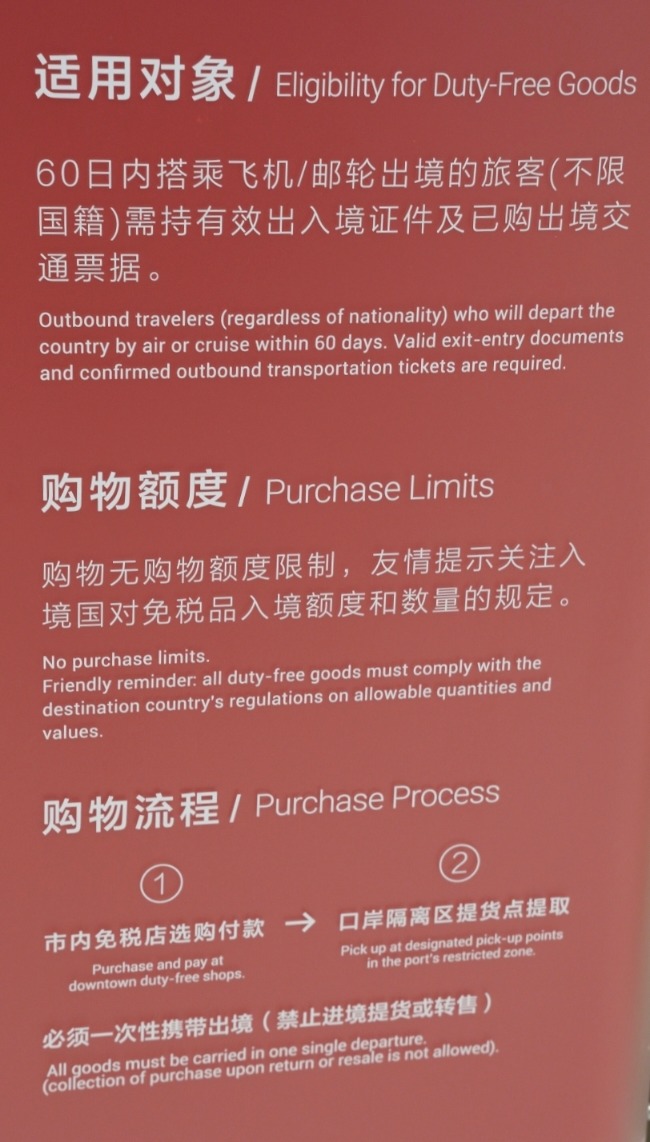 适用对象 / Eligibility for Duty-Free Goods
60日内搭乘飞机/邮轮出境的旅客(不限
国籍)需持有效出入境证件及已购出境交
通票据。
Outbound travelers (regardless of nationality) who will depart the
country by air or cruise within 60 days. Valid exit-entry documents
and confirmed outbound transportation tickets are required.
购物额度 / Purchase Limits
购物无购物额度限制，友情提示关注入
境国对免税品入境额度和数量的规定。
No purchase limits.
Friendly reminder: all duty-free goods must comply with the
destination country's regulations on allowable quantities and
values.
购物流程 / Purchase Process
①
市内免税店选购付款
Purchase and pay at
downtown duty-free shops.
→
②
口岸隔离区提货点提取
Pick up at designated pick-up points
in the port's restricted zone.
必须一次性携带出境（禁止进境提货或转售）
All goods must be carried in one single departure.
(collection of purchase upon return or resale is not allowed).